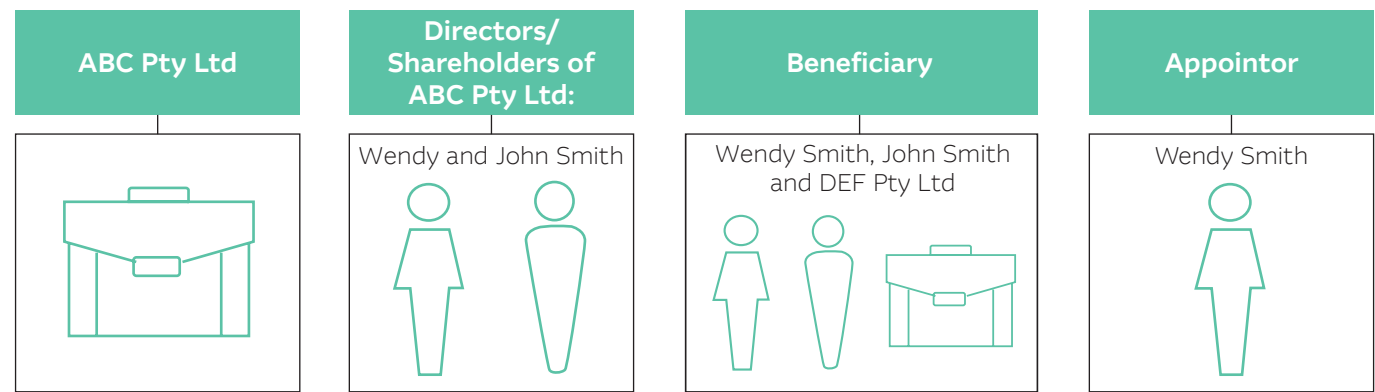 ABC Pty Ltd
Directors/
Shareholders of
ABC Pty Ltd:
Beneficiary
Appointor
Wendy and John Smith
Wendy Smith, John Smith
and DEF Pty Ltd
Wendy Smith